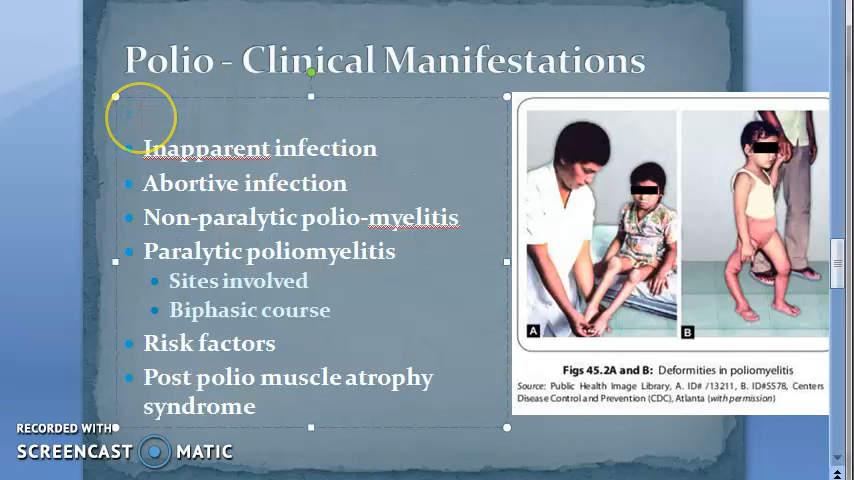 Polio - Clinical Manifestations
Inapparent infection
Abortive infection
Non-paralytic polio-myelitis
Paralytic poliomyelitis
Sites involved
Biphasic course
Risk factors
Post polio muscle atrophy
syndrome
A
B
Figs 45.2A and B: Deformities in poliomyelitis
Source: Public Health Image Library, A. ID# /13211, B. ID#5578, Centers
Disease Control and Prevention (CDC), Atlanta (with permission)
RECORDED WITH
SCREENCAST MATIC